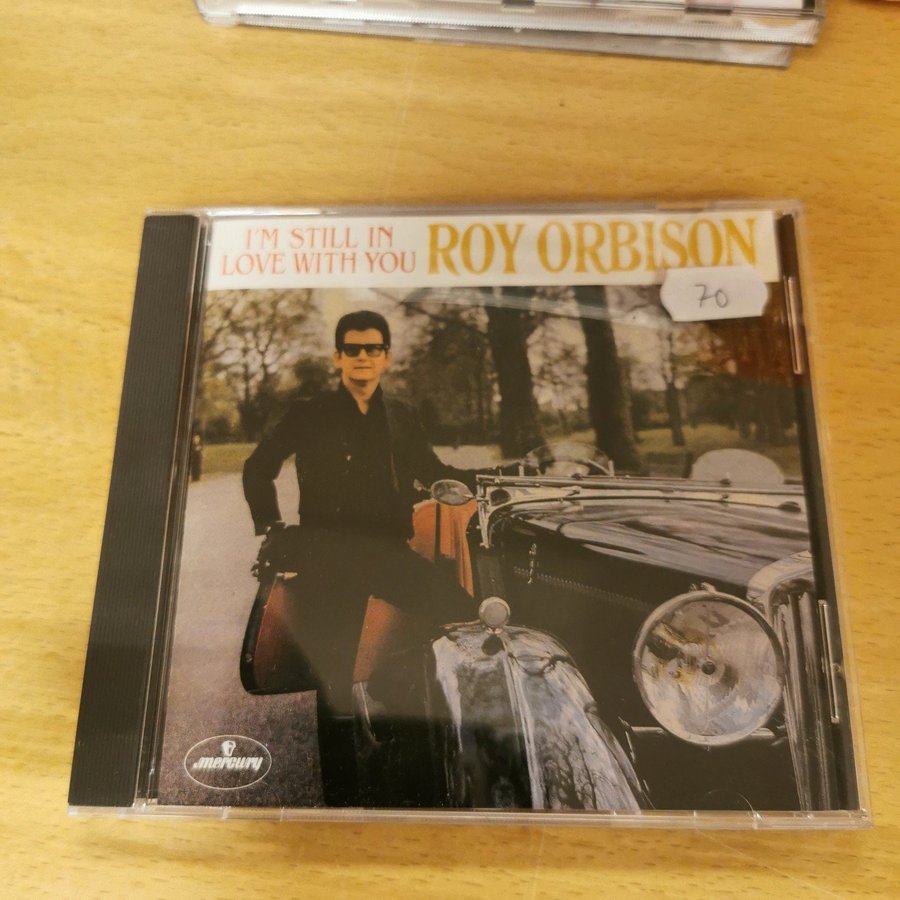 I'M STILL IN
LOVE WITH YOU
ROY ORBISON
70
mercury